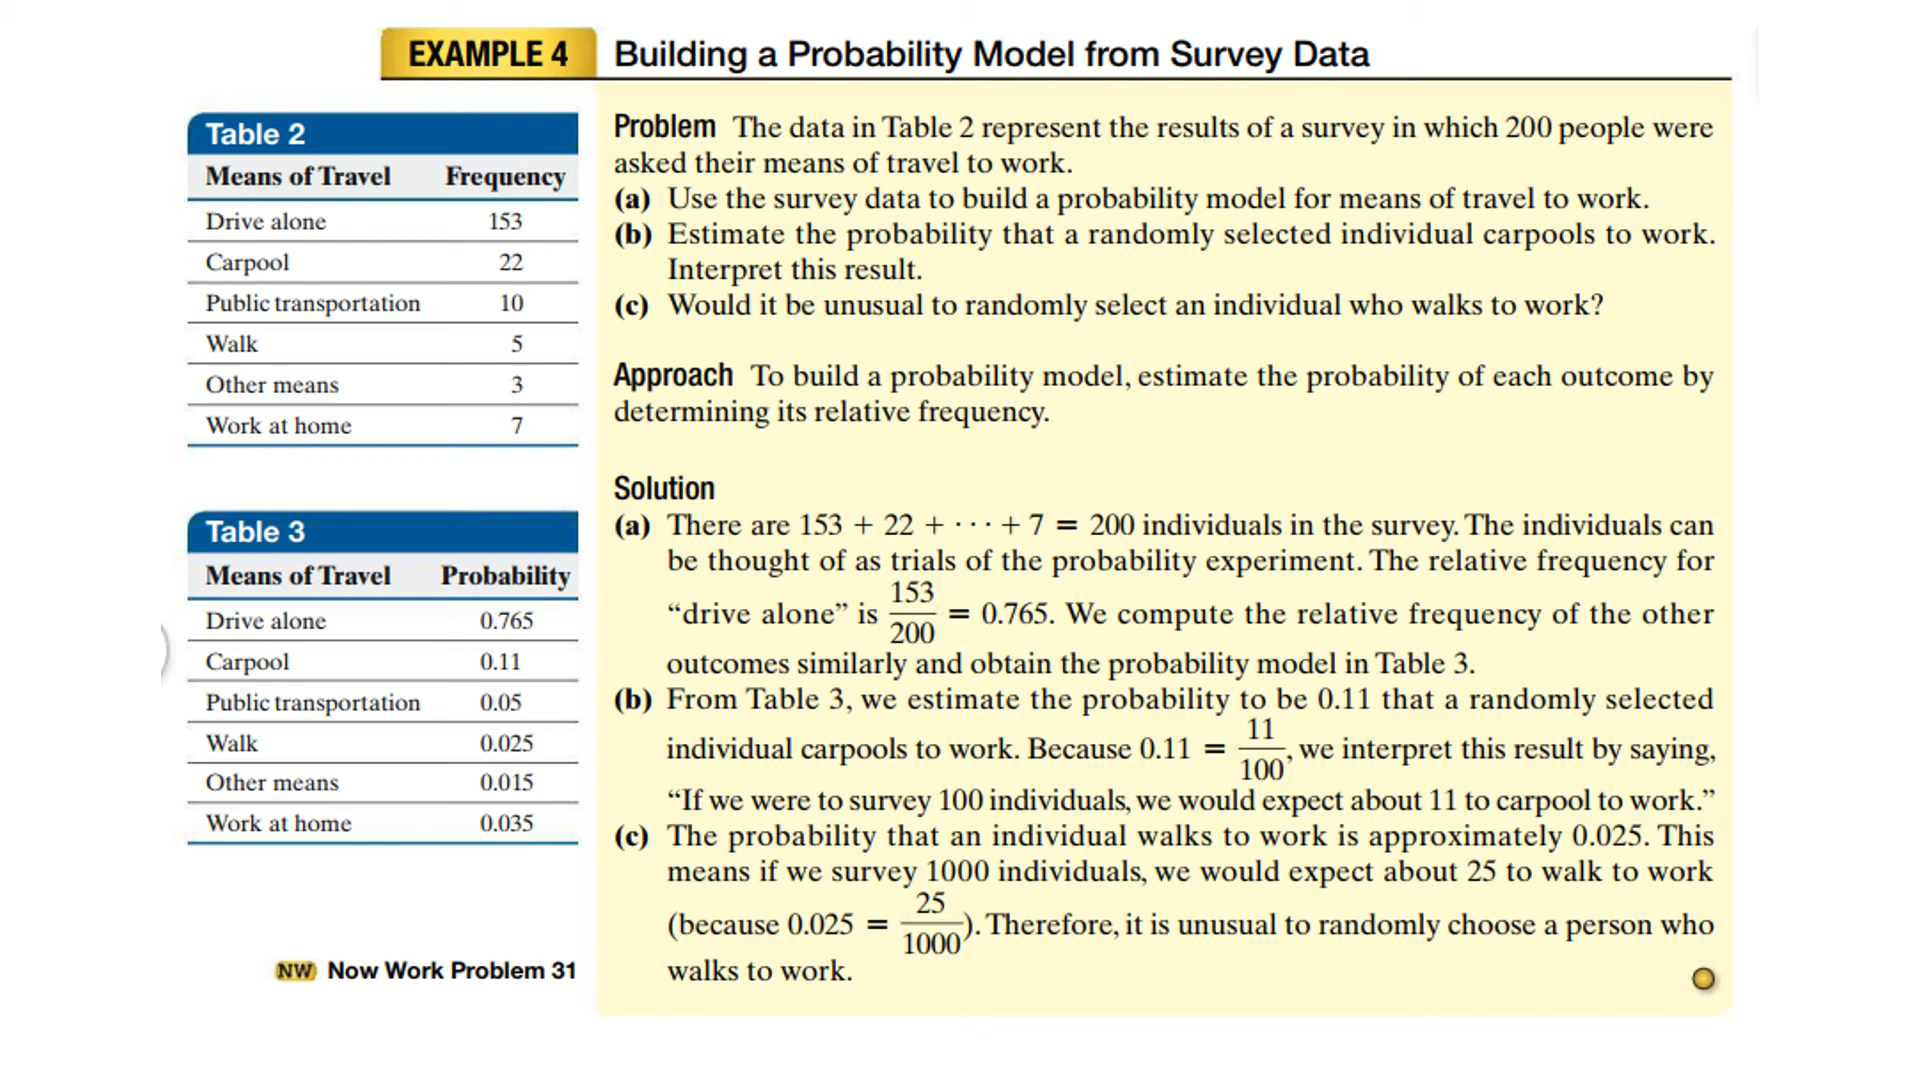 EXAMPLE 4 Building a Probability Model from Survey Data
Table 2
Means of Travel Frequency
Drive alone 153
Carpool 22
Public transportation 10
Walk 5
Other means 3
Work at home 7
Table 3
Means of Travel Probability
Drive alone 0.765
Carpool 0.11
Public transportation 0.05
Walk 0.025
Other means 0.015
Work at home 0.035
NW Now Work Problem 31
Problem The data in Table 2 represent the results of a survey in which 200 people were
asked their means of travel to work.
(a) Use the survey data to build a probability model for means of travel to work.
(b) Estimate the probability that a randomly selected individual carpools to work.
Interpret this result.
(c) Would it be unusual to randomly select an individual who walks to work?
Approach To build a probability model, estimate the probability of each outcome by
determining its relative frequency.
Solution
(a) There are 153 + 22 + ··· + 7 = 200 individuals in the survey. The individuals can
be thought of as trials of the probability experiment. The relative frequency for
“drive alone” is 153/200 = 0.765. We compute the relative frequency of the other
outcomes similarly and obtain the probability model in Table 3.
(b) From Table 3, we estimate the probability to be 0.11 that a randomly selected
individual carpools to work. Because 0.11 = 11/100, we interpret this result by saying,
“If we were to survey 100 individuals, we would expect about 11 to carpool to work.”
(c) The probability that an individual walks to work is approximately 0.025. This
means if we survey 1000 individuals, we would expect about 25 to walk to work
(because 0.025 = 25/1000). Therefore, it is unusual to randomly choose a person who
walks to work.